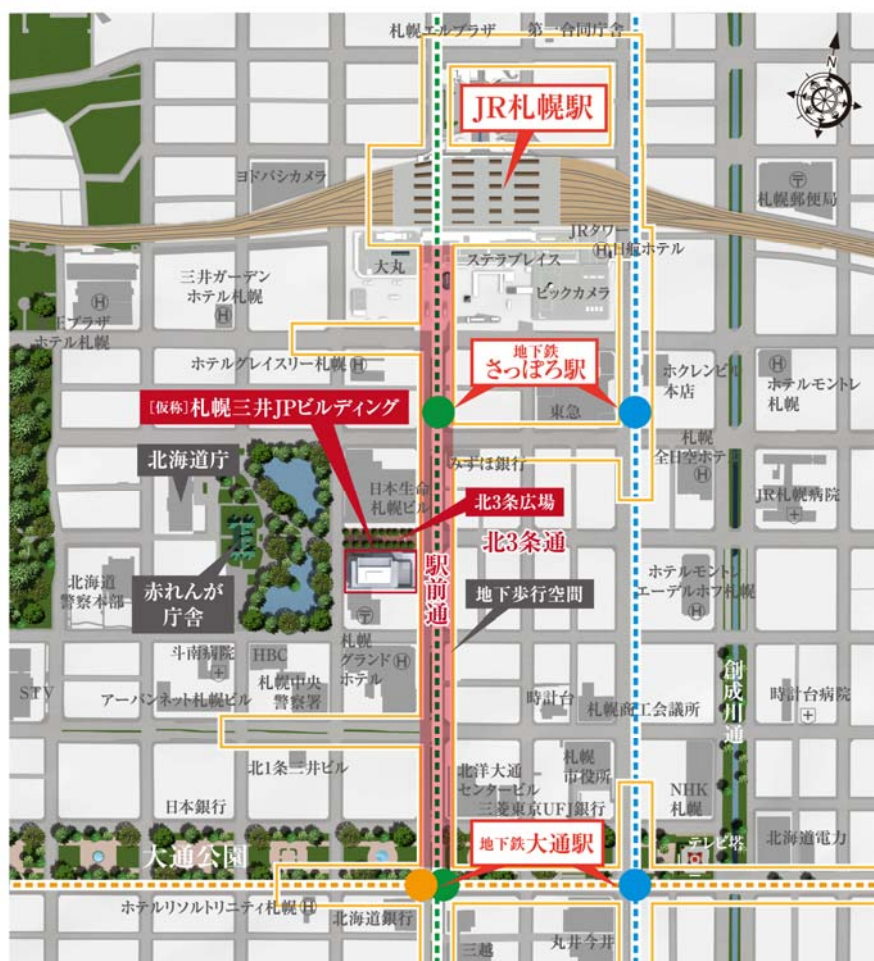 札幌エルプラザ
第一合同庁舎
JR札幌駅
ヨドバシカメラ
札幌郵便局
JRタワー
日航ホテル
大丸
ステラプレイス
ビックカメラ
三井ガーデン
ホテル札幌
ホテル札幌
ホテルグレイスリー札幌
地下鉄
さっぽろ駅
ホクレンビル
本店
ホテルモントレ
札幌
[仮称]札幌三井JPビルディング
東急
札幌
全日空ホテル
みずほ銀行
北海道庁
日本生命
札幌ビル
北3条広場
JR札幌病院
北3条通
駅前通
赤れんが
庁舎
北海道
警察本部
地下歩行空間
ホテルモントレ
エーデルホフ札幌
斗南病院
HBC
札幌
グランド
ホテル
STV
アーバンネット札幌ビル
札幌中央
警察署
時計台
札幌商工会議所
創成川通
時計台病院
北1条三井ビル
北洋大通
センタービル
札幌
市役所
日本銀行
三菱東京UFJ銀行
NHK
札幌
北海道電力
大通公園
地下鉄大通駅
テレビ塔
ホテルリソルトリニティ札幌
北海道銀行
三越
丸井今井